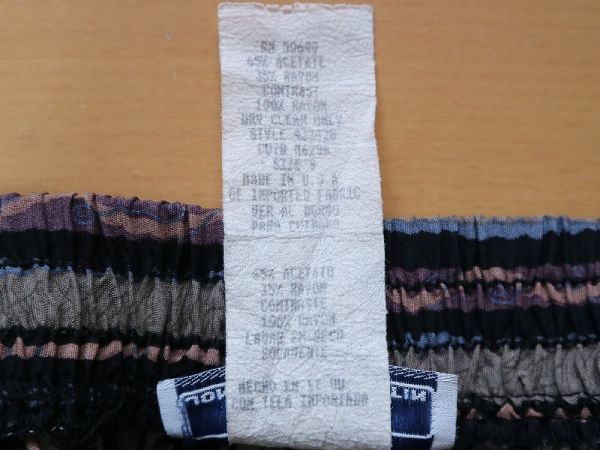 RN 50640
65% ACETATE
35% RAYON
CONTRAST
100% RAYON
DRY CLEAN ONLY
STYLE
CUT#
SIZE
MADE IN U.S.A
OF IMPORTED FABRIC
VER AL DORSO
PARA CUIDADO
65% ACETATO
35% RAYON
CONTRASTE
100% RAYON
LAVAR EN SECO
SOLAMENTE
HECHO EN EE UU
CON TELA IMPORTADA